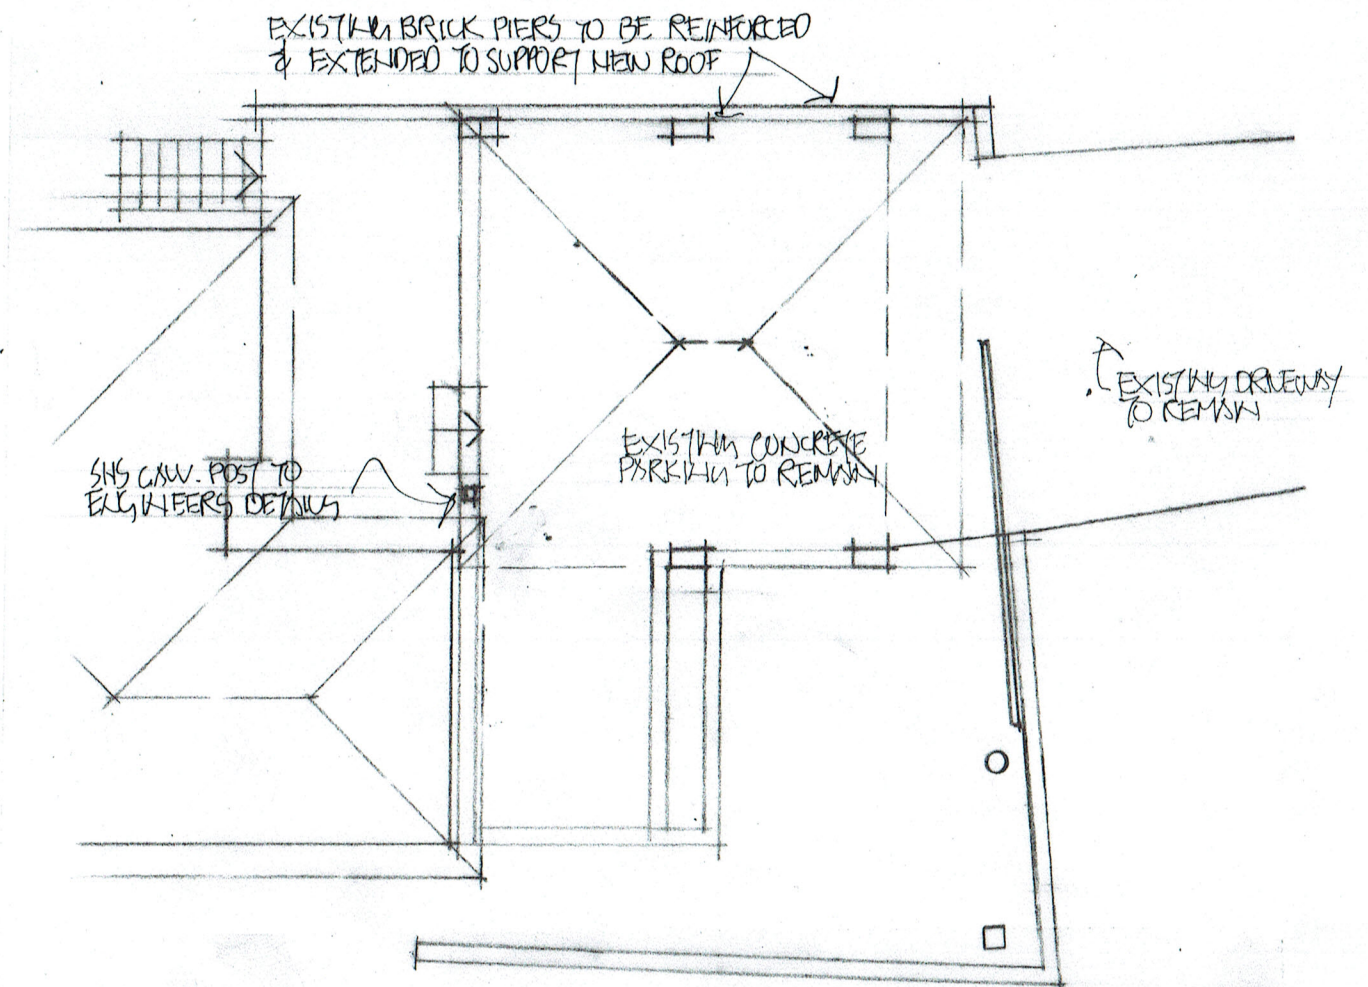 EXISTING BRICK PIERS TO BE REINFORCED
& EXTENDED TO SUPPORT NEW ROOF
EXISTING DRIVEWAY
TO REMAIN
EXISTING CONCRETE
PARKING TO REMAIN
SHS GALV. POST TO
ENGINEERS DETAILS